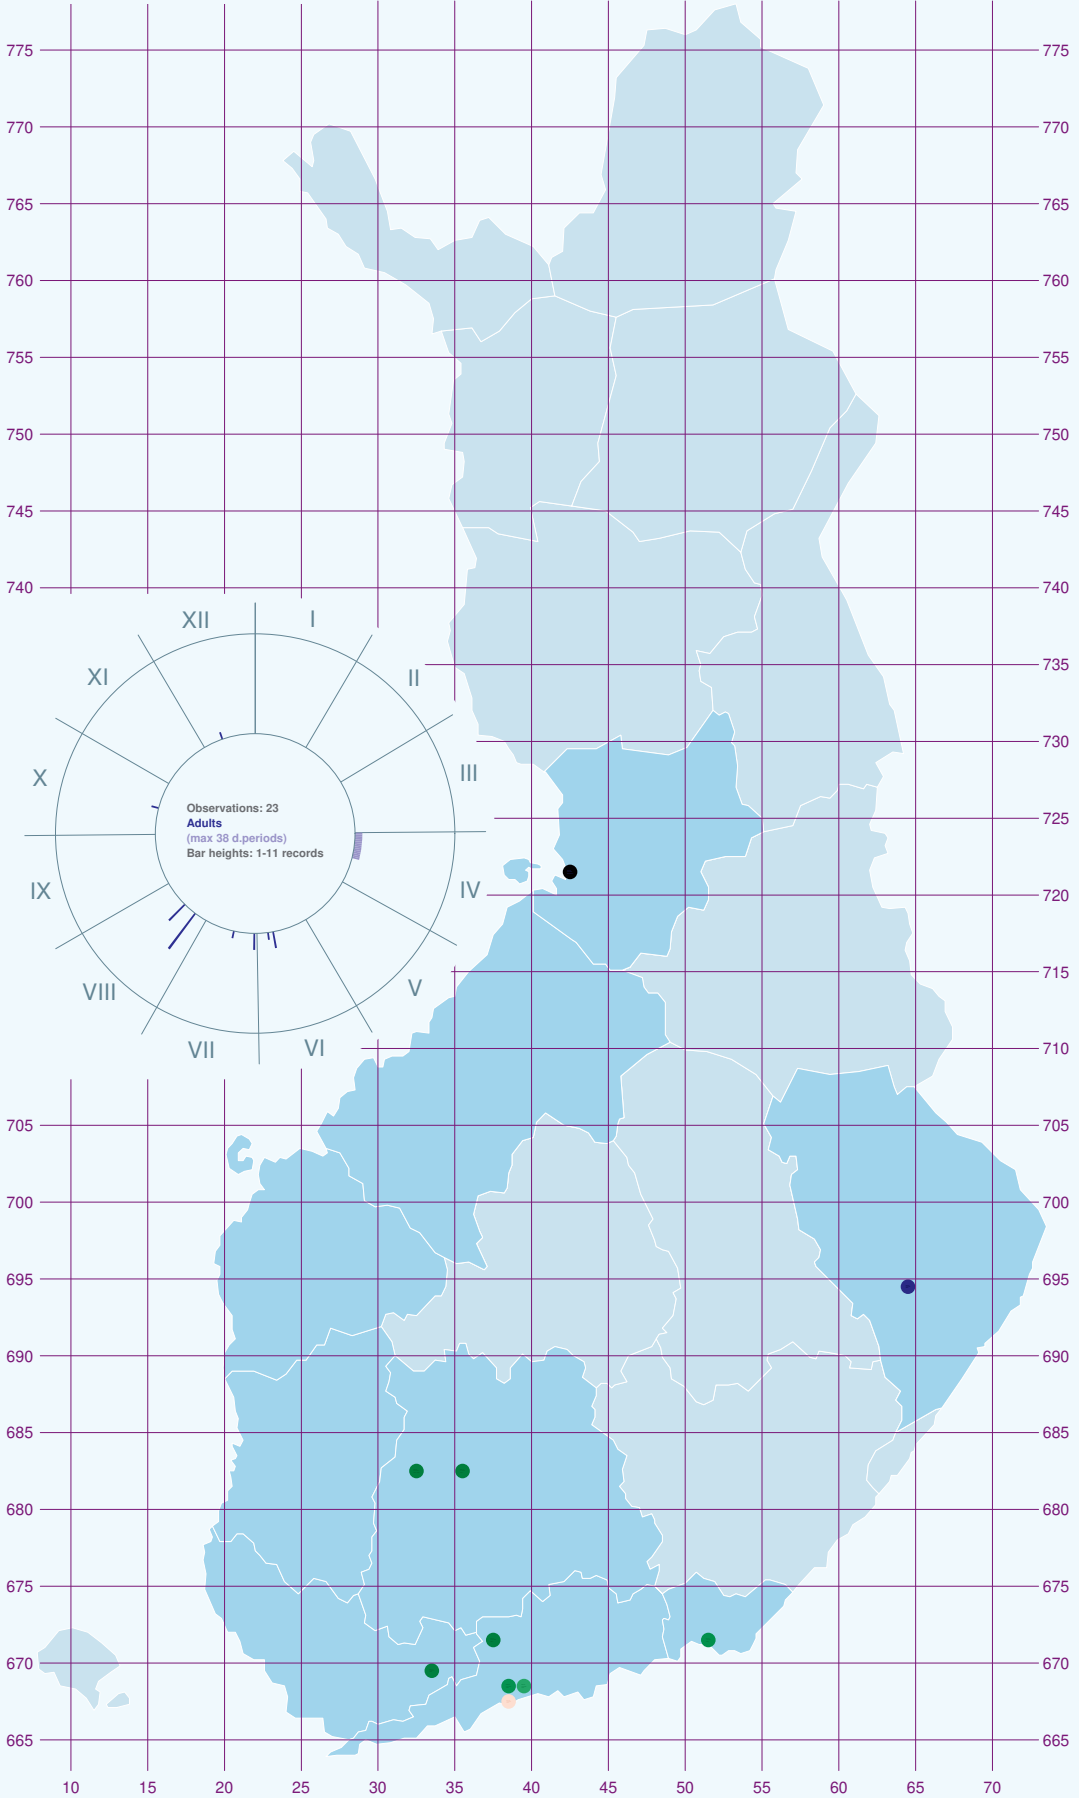 775 775
770 770
765 765
760 760
755 755
750 750
745 745
740 740
735
XII I
XI II
730
X III
725
Observations: 23
Adults
(max 38 d.periods)
Bar heights: 1-11 records
720
IX IV
715
VIII V
VII VI
710
705 705
700 700
695 695
690 690
685 685
680 680
675 675
670 670
665 665
10 15 20 25 30 35 40 45 50 55 60 65 70